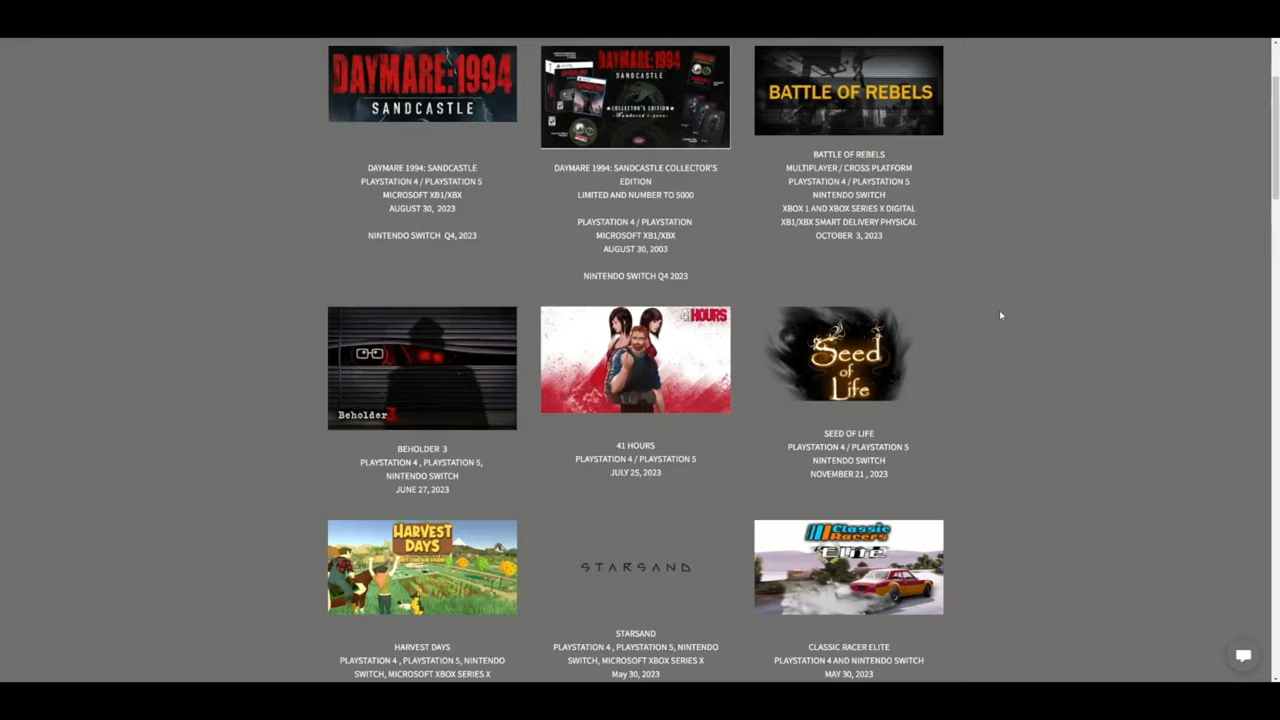 DAYMARE:1994
SANDCASTLE
DAYMARE 1994: SANDCASTLE
PLAYSTATION 4 / PLAYSTATION 5
MICROSOFT XB1/XBX
AUGUST 30, 2023
NINTENDO SWITCH Q4, 2023
DAYMARE:1994
SANDCASTLE
COLLECTOR'S EDITION
DAYMARE 1994: SANDCASTLE COLLECTOR'S
EDITION
LIMITED AND NUMBER TO 5000
PLAYSTATION 4 / PLAYSTATION
MICROSOFT XB1/XBX
AUGUST 30, 2003
NINTENDO SWITCH Q4 2023
BATTLE OF REBELS
BATTLE OF REBELS
MULTIPLAYER / CROSS PLATFORM
PLAYSTATION 4 / PLAYSTATION 5
NINTENDO SWITCH
XBOX 1 AND XBOX SERIES X DIGITAL
XB1/XBX SMART DELIVERY PHYSICAL
OCTOBER 3, 2023
Beholder3
BEHOLDER 3
PLAYSTATION 4 , PLAYSTATION 5,
NINTENDO SWITCH
JUNE 27, 2023
41HOURS
41 HOURS
PLAYSTATION 4 / PLAYSTATION 5
JULY 25, 2023
Seed
of
Life
SEED OF LIFE
PLAYSTATION 4 / PLAYSTATION 5
NINTENDO SWITCH
NOVEMBER 21 , 2023
HARVEST
DAYS
MY DREAM FARM
HARVEST DAYS
PLAYSTATION 4 , PLAYSTATION 5, NINTENDO
SWITCH, MICROSOFT XBOX SERIES X
STARSAND
STARSAND
PLAYSTATION 4 , PLAYSTATION 5, NINTENDO
SWITCH, MICROSOFT XBOX SERIES X
May 30, 2023
Classic
Racers
Elite
CLASSIC RACER ELITE
PLAYSTATION 4 AND NINTENDO SWITCH
MAY 30, 2023